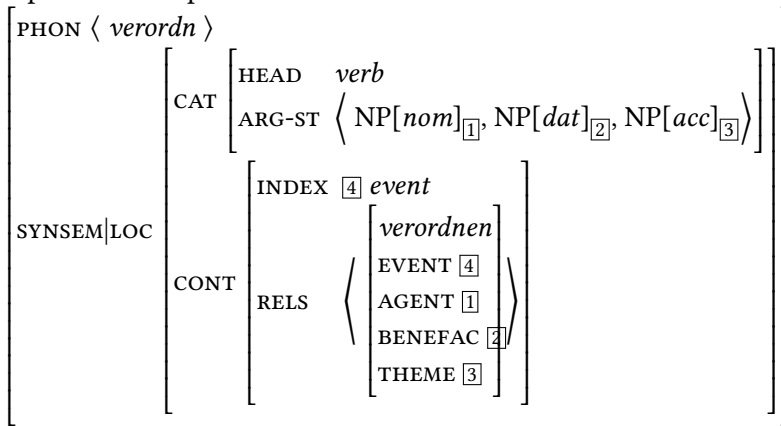 PHON ⟨ verordn ⟩
HEAD verb
CAT
ARG-ST ⟨ NP[nom]1, NP[dat]2, NP[acc]3 ⟩
INDEX 4 event
verordnen
SYNSEM|LOC
EVENT 4
CONT
RELS
AGENT 1
BENEFAC 2
THEME 3